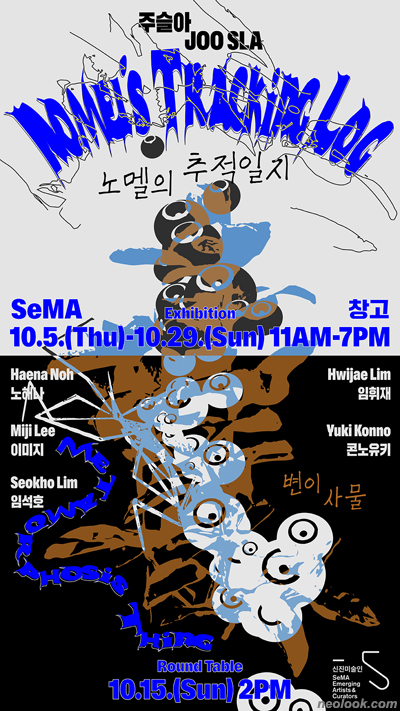 주슬아
JOO SLA
NOMEL'S TRACKING LOG
노멜의 추적일지
SeMA 창고
Exhibition
10.5.(Thu)-10.29.(Sun) 11AM-7PM
Haena Noh
노해나
Miji Lee
이미지
Seokho Lim
임석호
Hwijae Lim
임휘재
Yuki Konno
콘노유키
METAMORPHOSIS THING
변이 사물
Round Table
10.15.(Sun) 2PM
신진미술인
SeMA
Emerging
Artists &
Curators
neolook.com